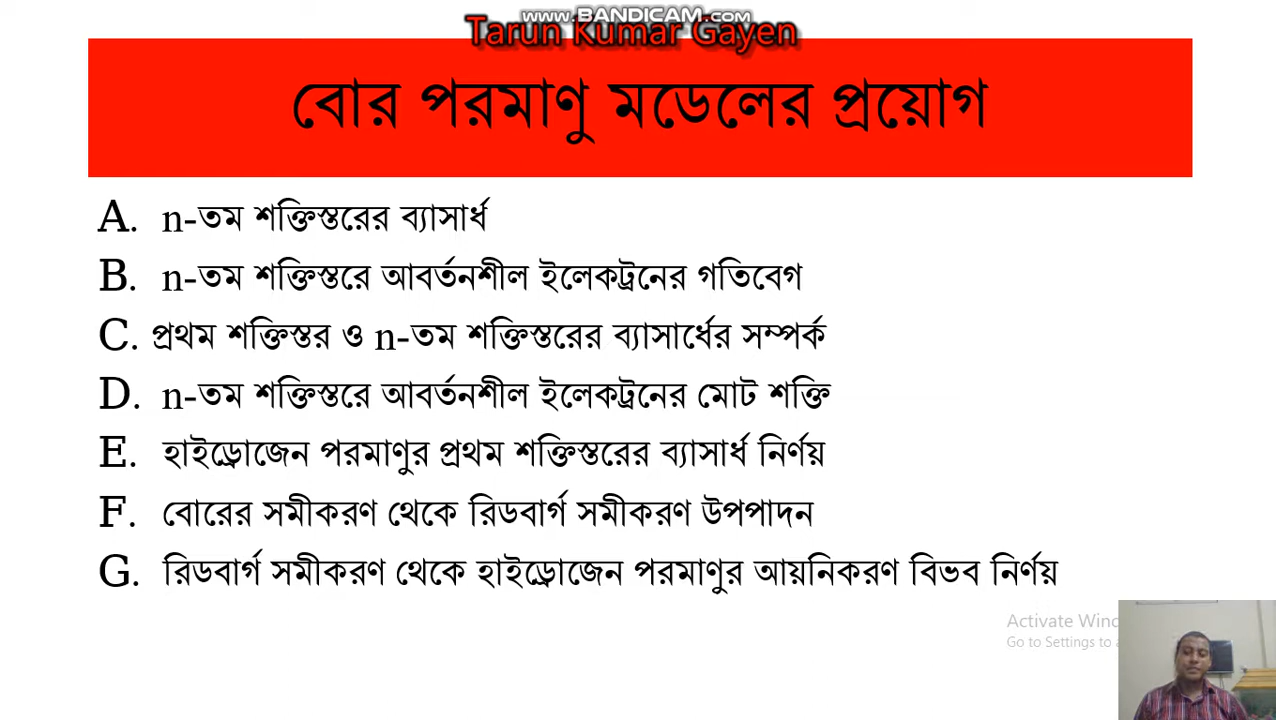 www.BANDICAM.com
Tarun Kumar Gayen
বোর পরমাণু মডেলের প্রয়োগ
A. n-তম শক্তিস্তরের ব্যাসার্ধ
B. n-তম শক্তিস্তরে আবর্তনশীল ইলেকট্রনের গতিবেগ
C. প্রথম শক্তিস্তর ও n-তম শক্তিস্তরের ব্যাসার্ধের সম্পর্ক
D. n-তম শক্তিস্তরে আবর্তনশীল ইলেকট্রনের মোট শক্তি
E. হাইড্রোজেন পরমাণুর প্রথম শক্তিস্তরের ব্যাসার্ধ নির্ণয়
F. বোরের সমীকরণ থেকে রিডবার্গ সমীকরণ উপপাদন
G. রিডবার্গ সমীকরণ থেকে হাইড্রোজেন পরমাণুর আয়নিকরণ বিভব নির্ণয়
Activate Winc
Go to Settings to a